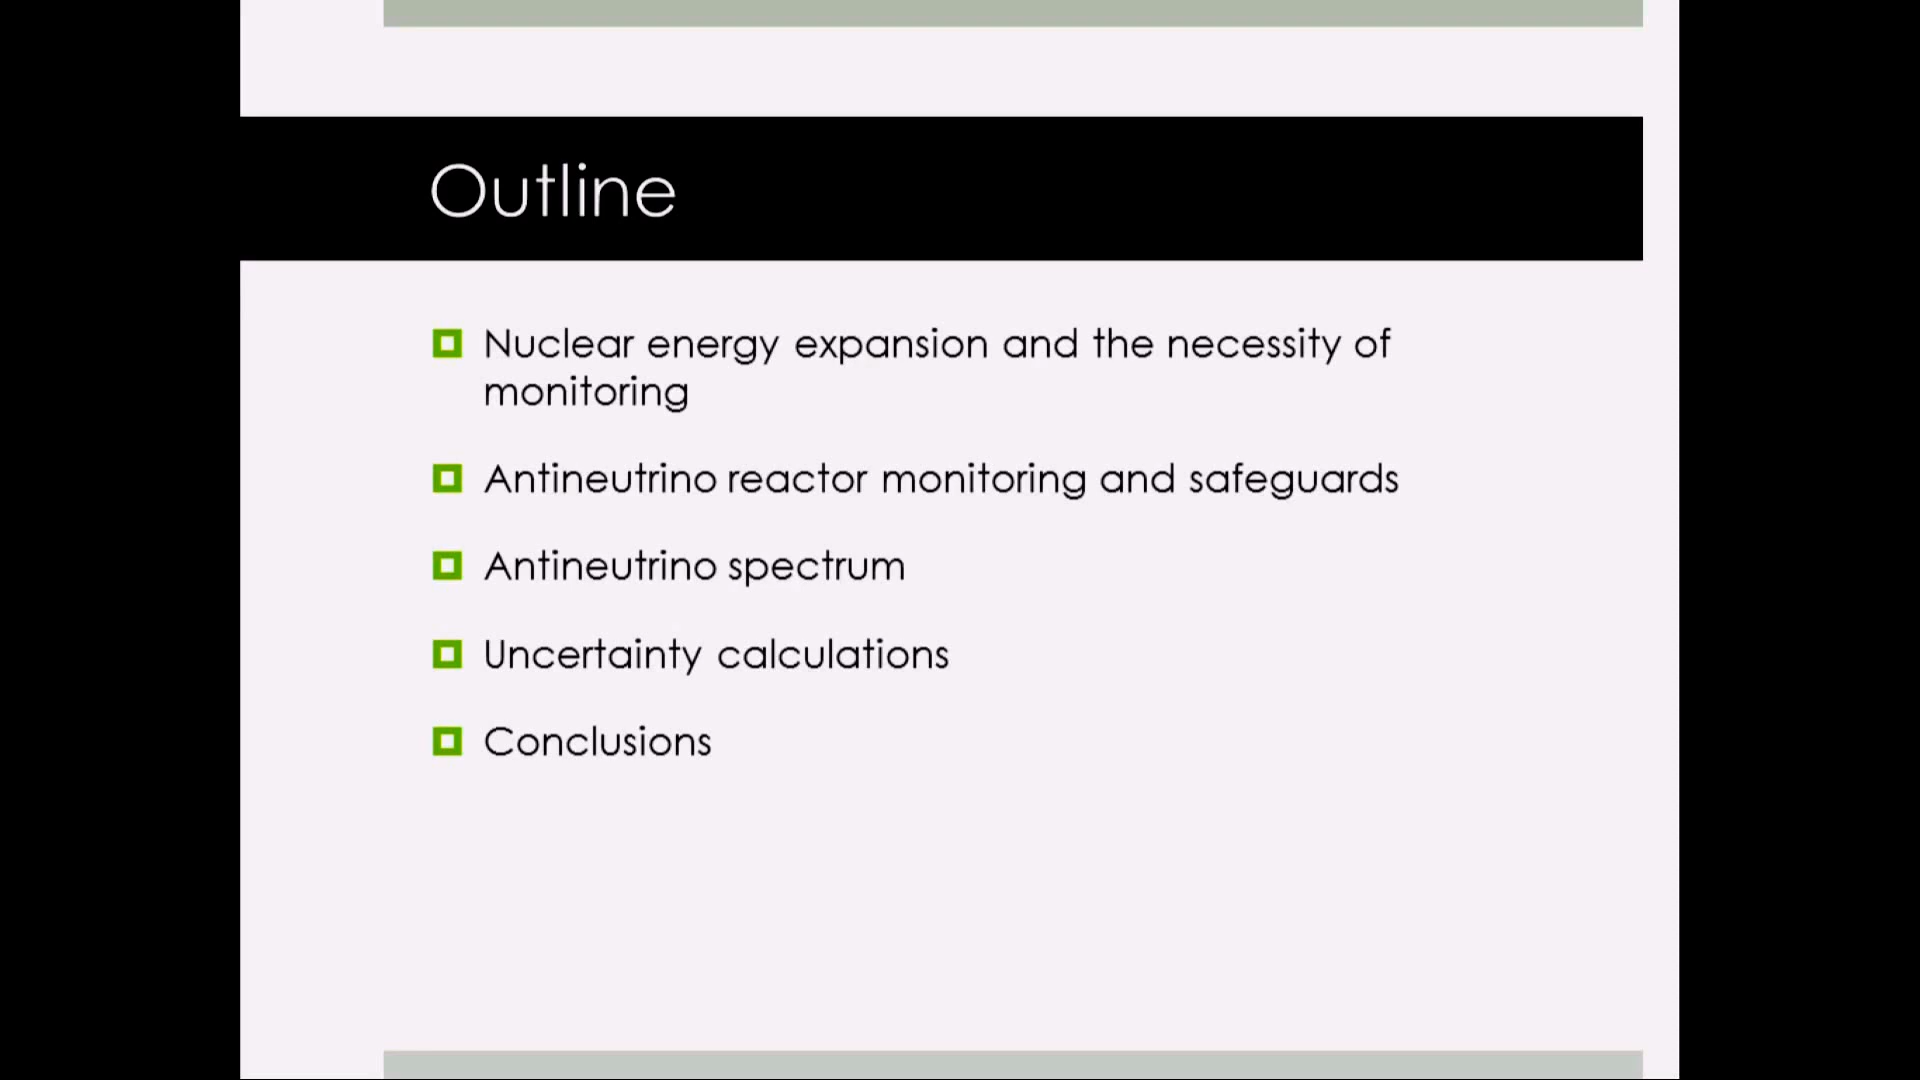 Outline
Nuclear energy expansion and the necessity of
monitoring
Antineutrino reactor monitoring and safeguards
Antineutrino spectrum
Uncertainty calculations
Conclusions